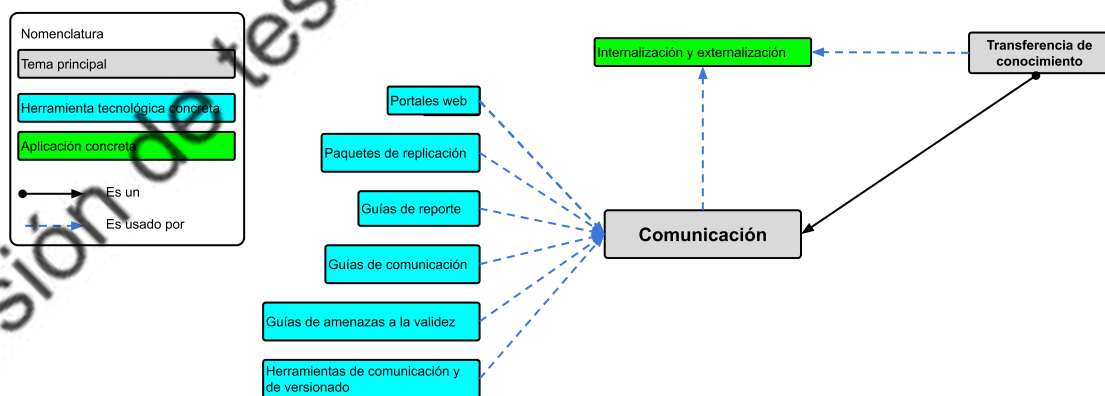 Nomenclatura
Tema principal
Herramienta tecnológica concreta
Aplicación concreta
Es un
Es usado por
sión de tes
Internalización y externalización
Transferencia de
conocimiento
Portales web
Paquetes de replicación
Guías de reporte
Comunicación
Guías de comunicación
Guías de amenazas a la validez
Herramientas de comunicación y
de versionado